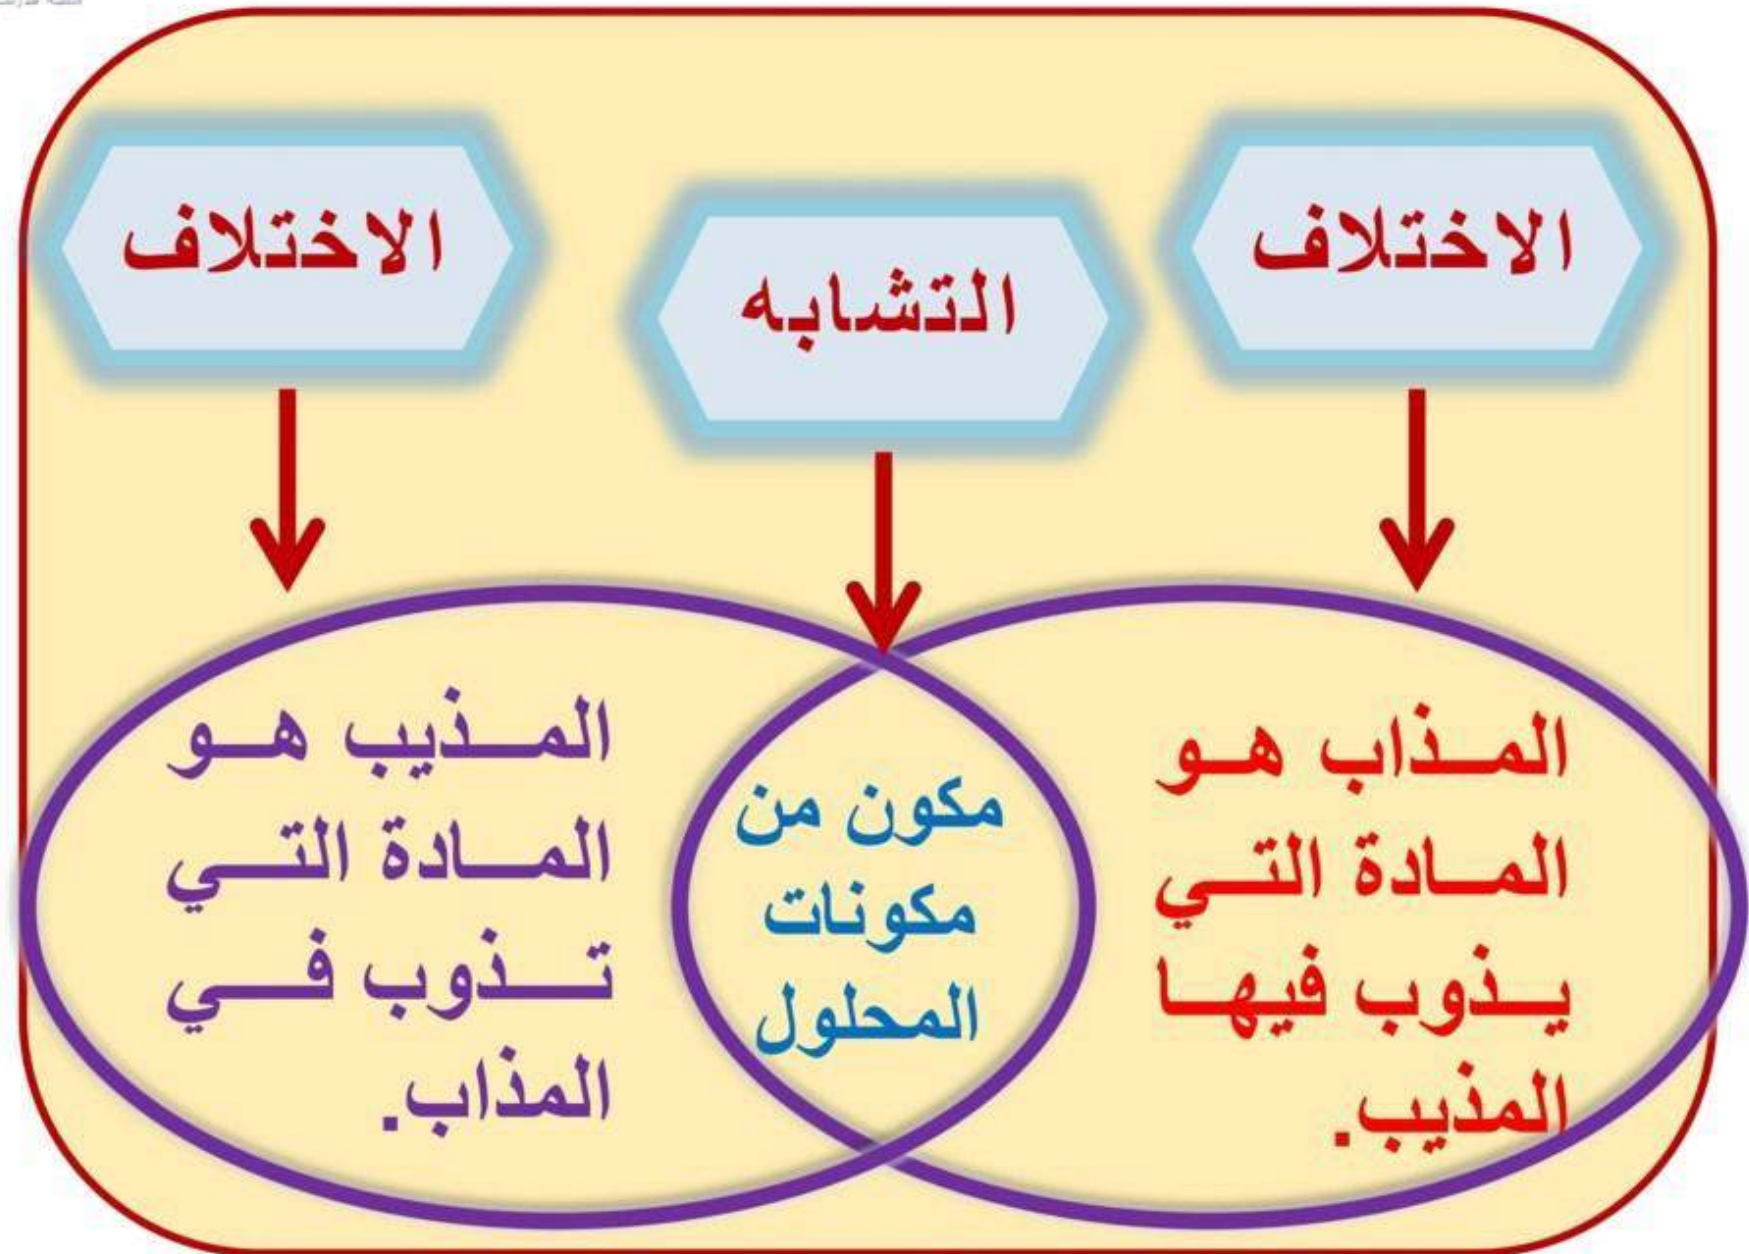 الاختلاف
التشابه
الاختلاف
المذاب هو
المادة التي
يذوب فيها
المذيب.
مكون من
مكونات
المحلول
المذيب هو
المادة التي
تذوب في
المذاب.